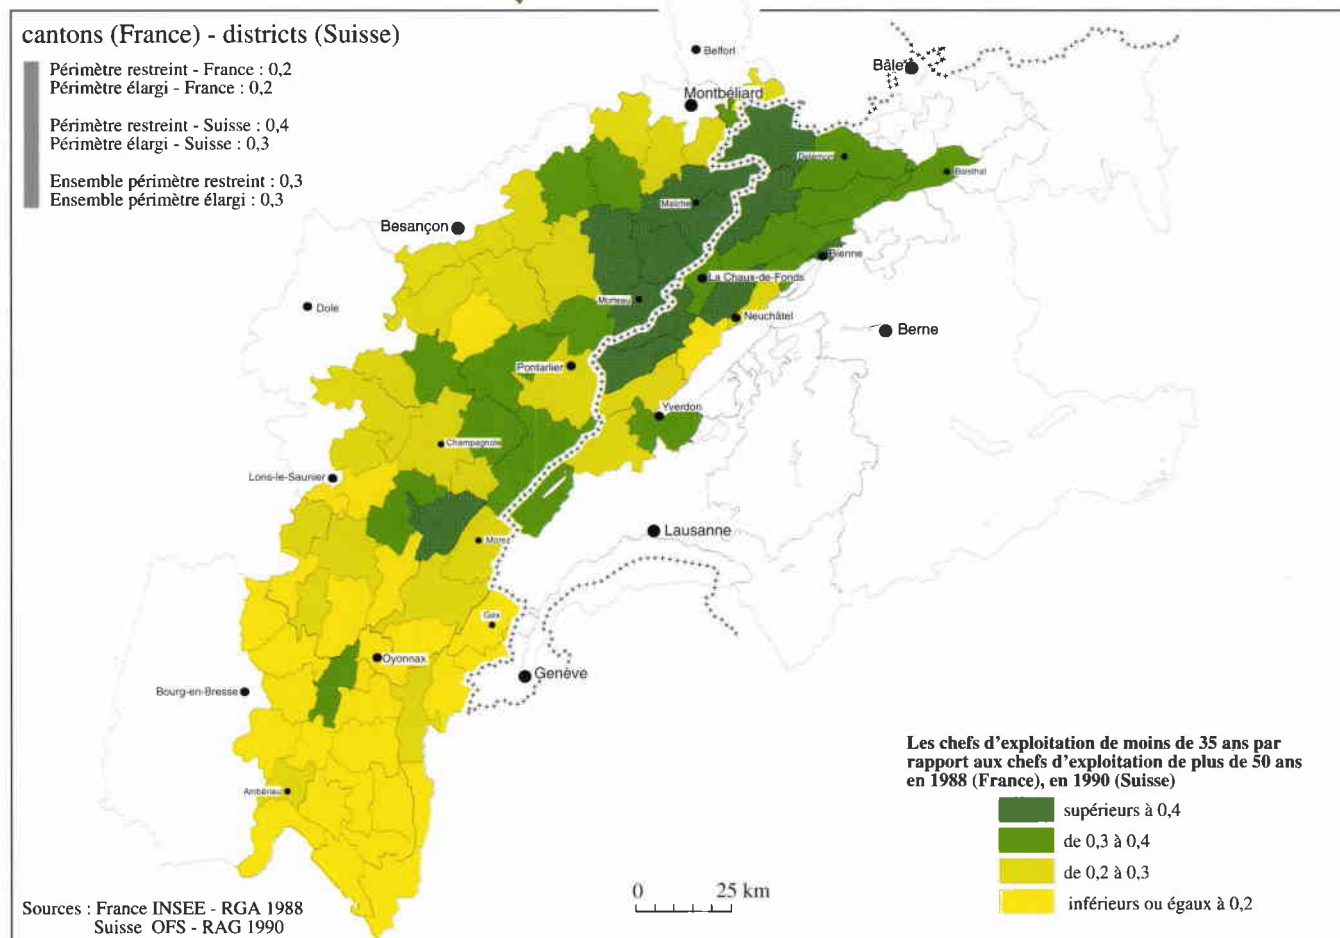 cantons (France) - districts (Suisse)
Périmètre restreint - France : 0,2
Périmètre élargi - France : 0,2
Périmètre restreint - Suisse : 0,4
Périmètre élargi - Suisse : 0,3
Ensemble périmètre restreint : 0,3
Ensemble périmètre élargi : 0,3
Belfort
Bâle
Montbéliard
Delémont
Balsthal
Maîche
Besançon
Bienne
La Chaux-de-Fonds
Morteau
Dole
Neuchâtel
Berne
Pontarlier
Yverdon
Champagnole
Lons-le-Saunier
Lausanne
Morez
Gex
Oyonnax
Genève
Bourg-en-Bresse
Ambérieu
Les chefs d'exploitation de moins de 35 ans par
rapport aux chefs d'exploitation de plus de 50 ans
en 1988 (France), en 1990 (Suisse)
supérieurs à 0,4
de 0,3 à 0,4
de 0,2 à 0,3
inférieurs ou égaux à 0,2
0 25 km
Sources : France INSEE - RGA 1988
Suisse OFS - RAG 1990